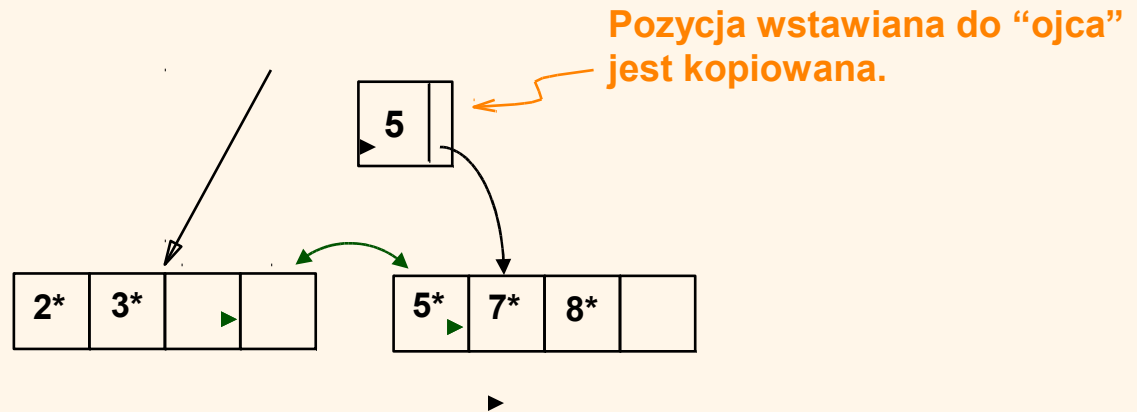 Pozycja wstawiana do “ojca”
jest kopiowana.
5
2* 3* 5* 7* 8*